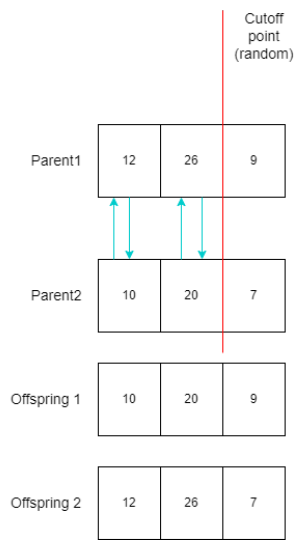 Cutoff
point
(random)
Parent1 12 26 9
Parent2 10 20 7
Offspring 1 10 20 9
Offspring 2 12 26 7